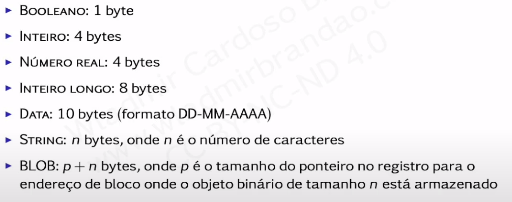 ► BOOLEANO: 1 byte
► INTEIRO: 4 bytes
► NÚMERO REAL: 4 bytes
► INTEIRO LONGO: 8 bytes
► DATA: 10 bytes (formato DD-MM-AAAA)
► STRING: n bytes, onde n é o número de caracteres
► BLOB: p + n bytes, onde p é o tamanho do ponteiro no registro para o
endereço de bloco onde o objeto binário de tamanho n está armazenado